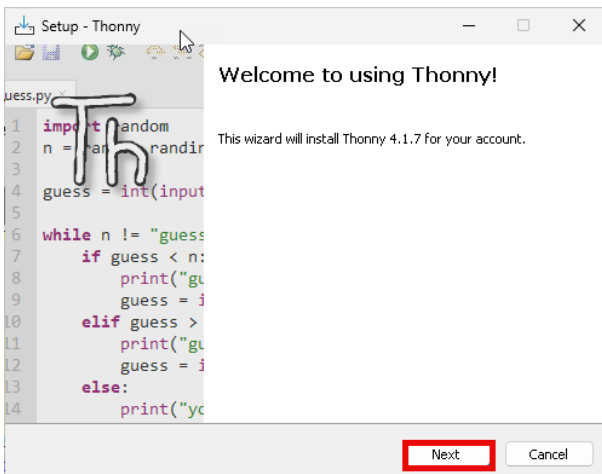 Setup - Thonny
Welcome to using Thonny!
This wizard will install Thonny 4.1.7 for your account.
uess.py ×
Th
1 import random
2 n = ran randin
3
4 guess = int(input
5
6 while n != "guess
7 if guess < n:
8 print("gu
9 guess = i
10 elif guess >
11 print("gu
12 guess = i
13 else:
14 print("yo
Next
Cancel